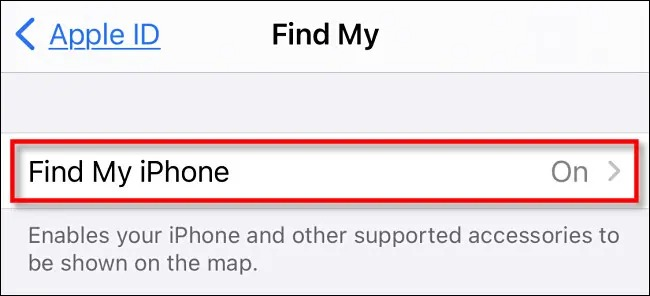 Apple ID Find My
Find My iPhone On
Enables your iPhone and other supported accessories to
be shown on the map.